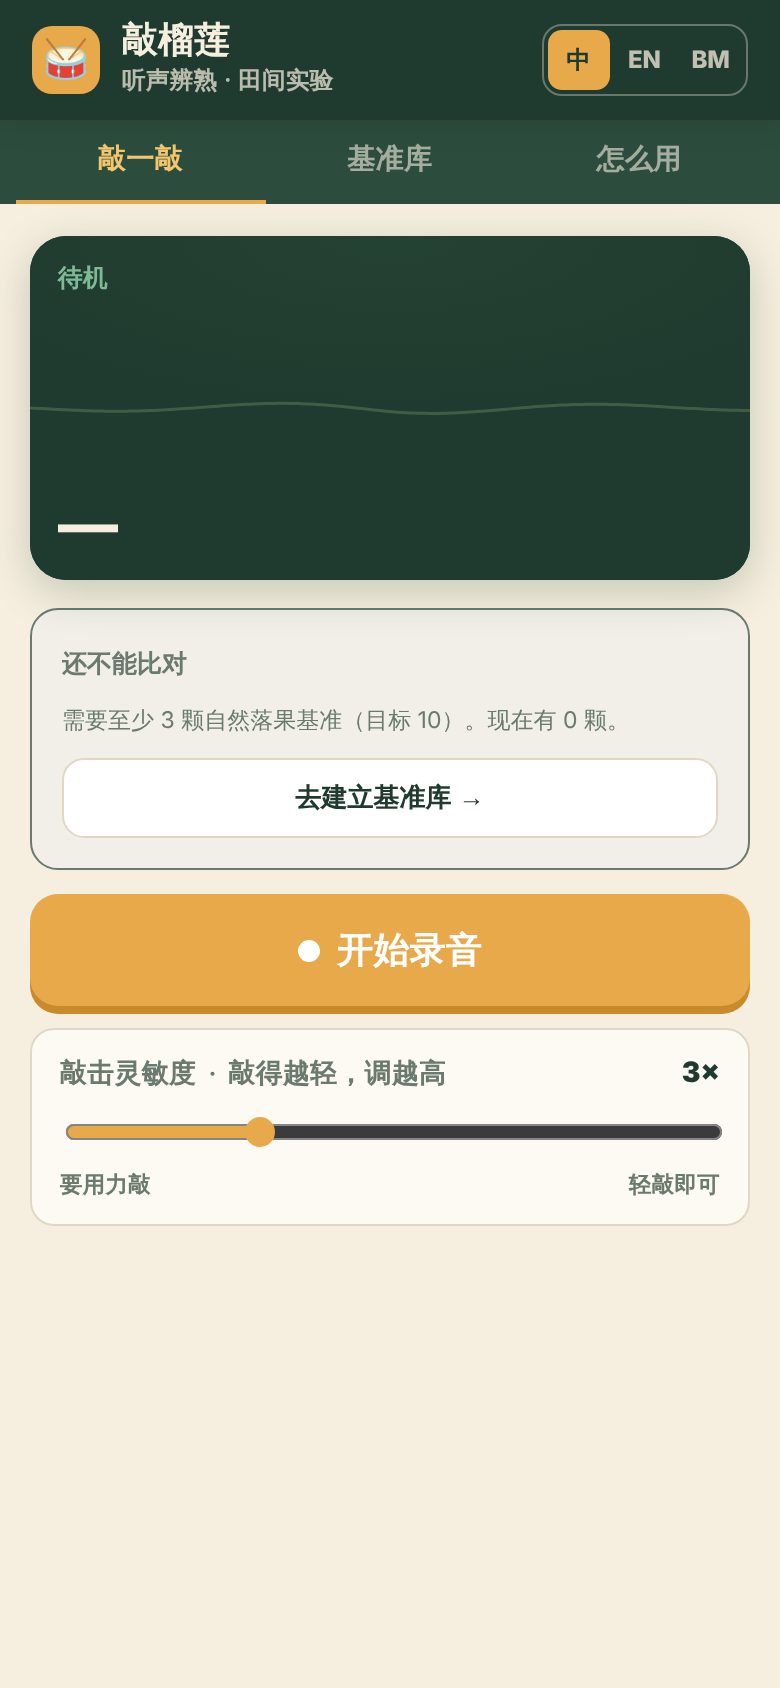 敲榴莲
听声辨熟 · 田间实验
中 EN BM
敲一敲 基准库 怎么用
待机
—
还不能比对
需要至少 3 颗自然落果基准（目标 10）。现在有 0 颗。
去建立基准库 →
开始录音
敲击灵敏度 · 敲得越轻，调越高 3×
要用力敲 轻敲即可